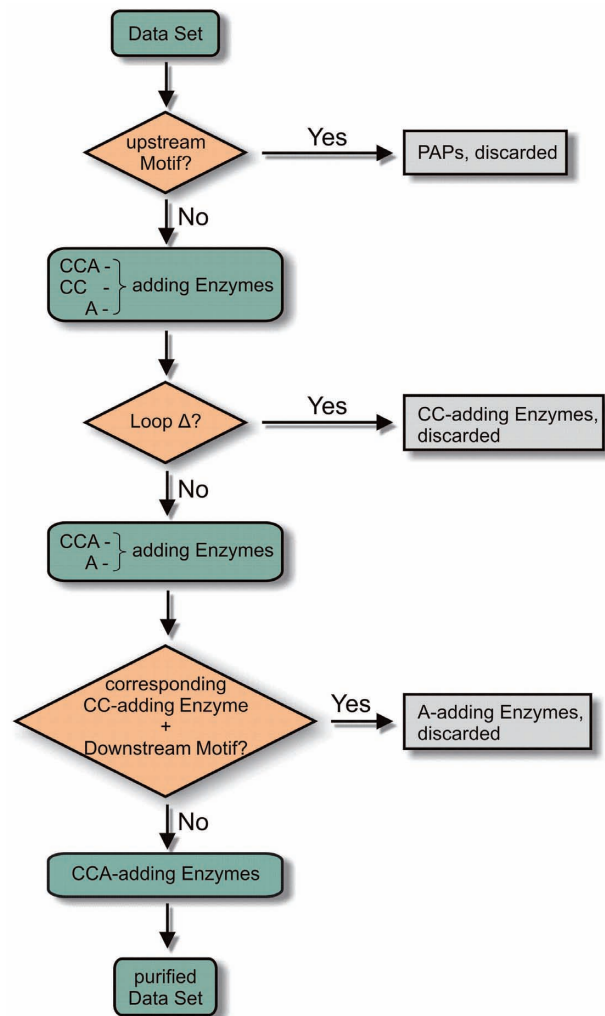 Data Set
upstream
Motif?
Yes
PAPs, discarded
No
CCA -
CC -
A -
adding Enzymes
Loop Δ?
Yes
CC-adding Enzymes,
discarded
No
CCA -
A -
adding Enzymes
corresponding
CC-adding Enzyme
+
Downstream Motif?
Yes
A-adding Enzymes,
discarded
No
CCA-adding Enzymes
purified
Data Set